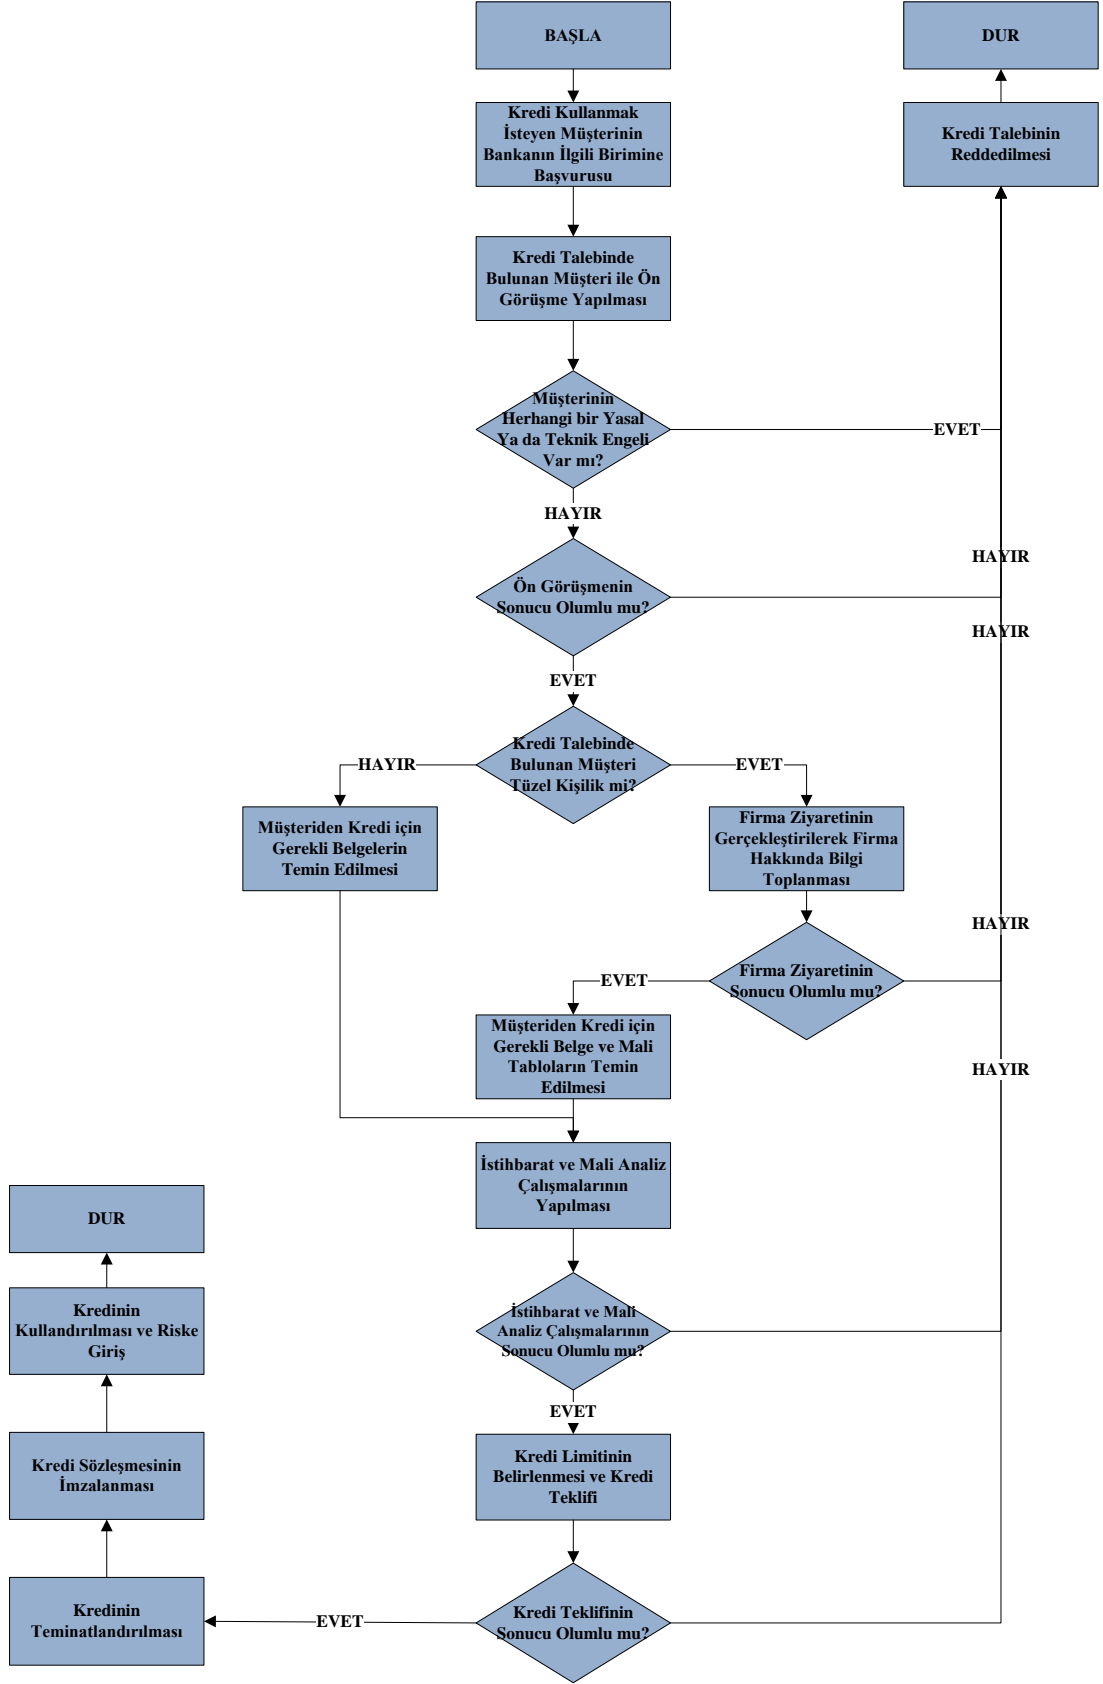 BAŞLA
DUR
Kredi Kullanmak
İsteyen Müşterinin
Bankanın İlgili Birimine
Başvurusu
Kredi Talebinin
Reddedilmesi
Kredi Talebinde
Bulunan Müşteri ile Ön
Görüşme Yapılması
Müşterinin
Herhangi bir Yasal
Ya da Teknik Engeli
Var mı?
EVET
HAYIR
Ön Görüşmenin
Sonucu Olumlu mu?
HAYIR
HAYIR
EVET
Kredi Talebinde
Bulunan Müşteri
Tüzel Kişilik mi?
HAYIR
EVET
Müşteriden Kredi için
Gerekli Belgelerin
Temin Edilmesi
Firma Ziyaretinin
Gerçekleştirilerek Firma
Hakkında Bilgi
Toplanması
HAYIR
Firma Ziyaretinin
Sonucu Olumlu mu?
EVET
Müşteriden Kredi için
Gerekli Belge ve Mali
Tabloların Temin
Edilmesi
HAYIR
İstihbarat ve Mali Analiz
Çalışmalarının
Yapılması
DUR
Kredinin
Kullandırılması ve Riske
Giriş
İstihbarat ve Mali
Analiz Çalışmalarının
Sonucu Olumlu mu?
EVET
Kredi Limitinin
Belirlenmesi ve Kredi
Teklifi
Kredi Sözleşmesinin
İmzalanması
Kredi Teklifinin
Sonucu Olumlu mu?
EVET
Kredinin
Teminatlandırılması